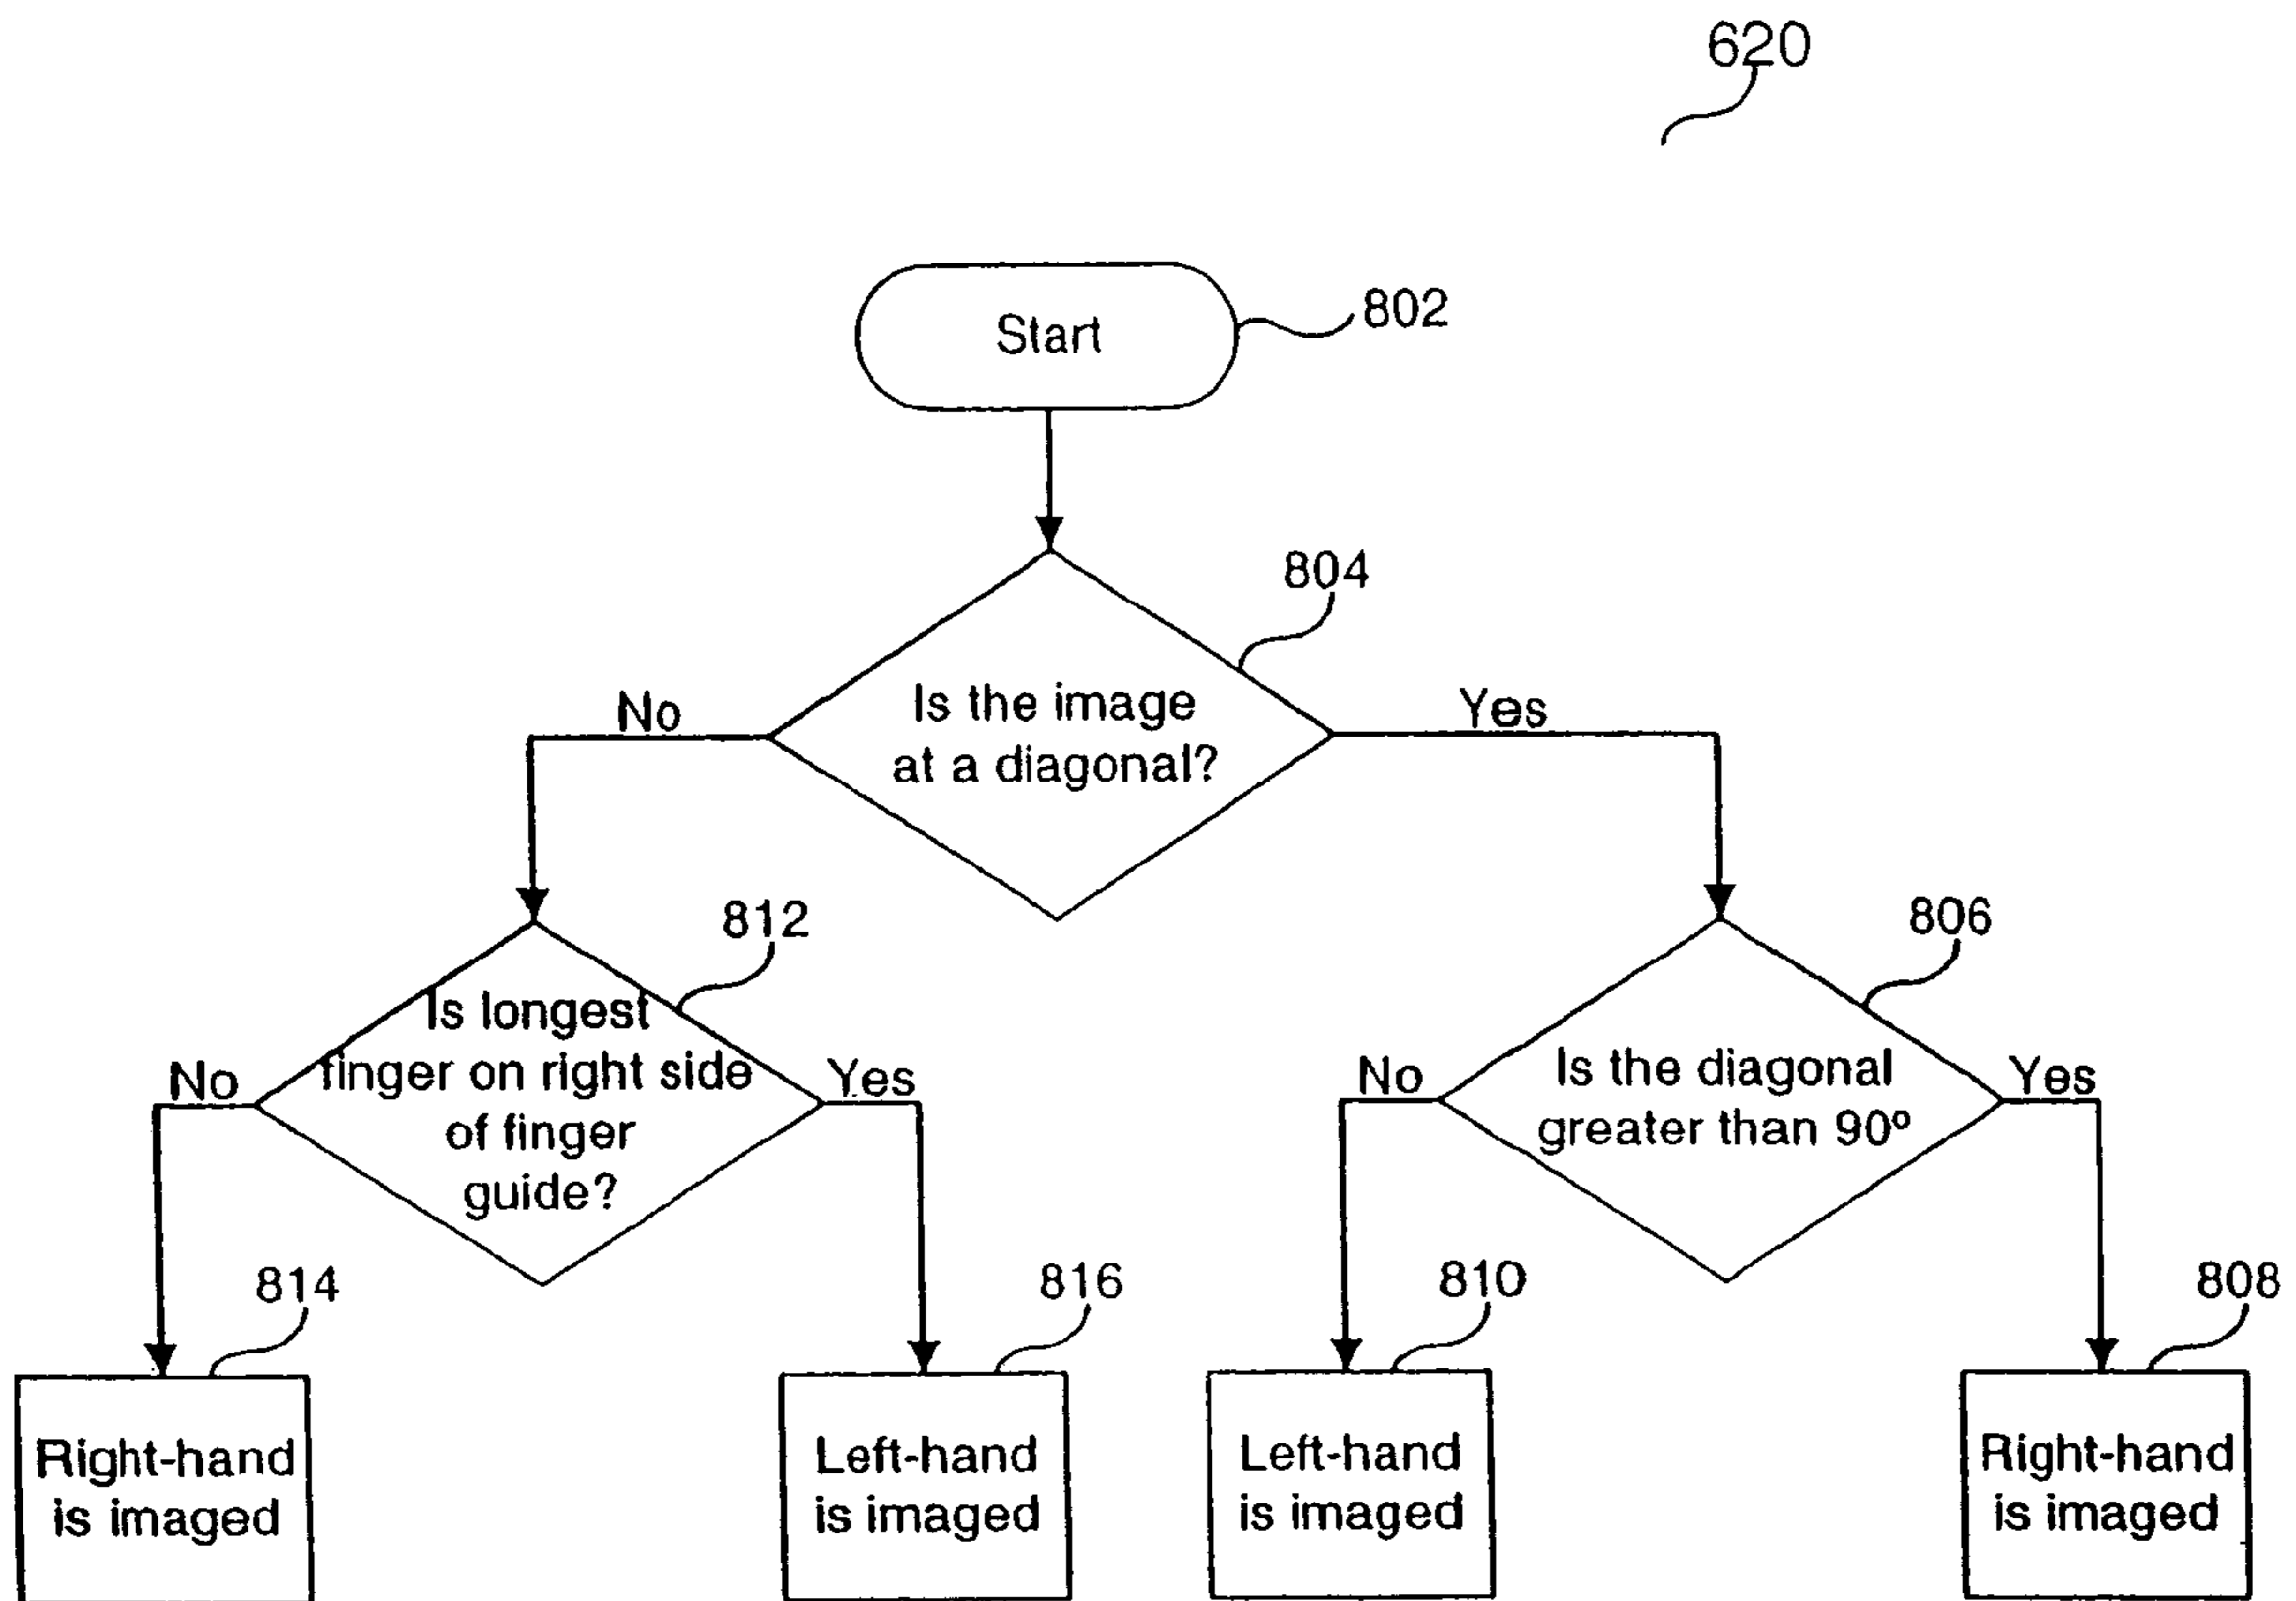 620
Start
802
804
Is the image
at a diagonal?
No
Yes
812
806
Is longest
finger on right side
of finger
guide?
No
Yes
Is the diagonal
greater than 90º
No
Yes
814
816
810
808
Right-hand
is imaged
Left-hand
is imaged
Left-hand
is imaged
Right-hand
is imaged